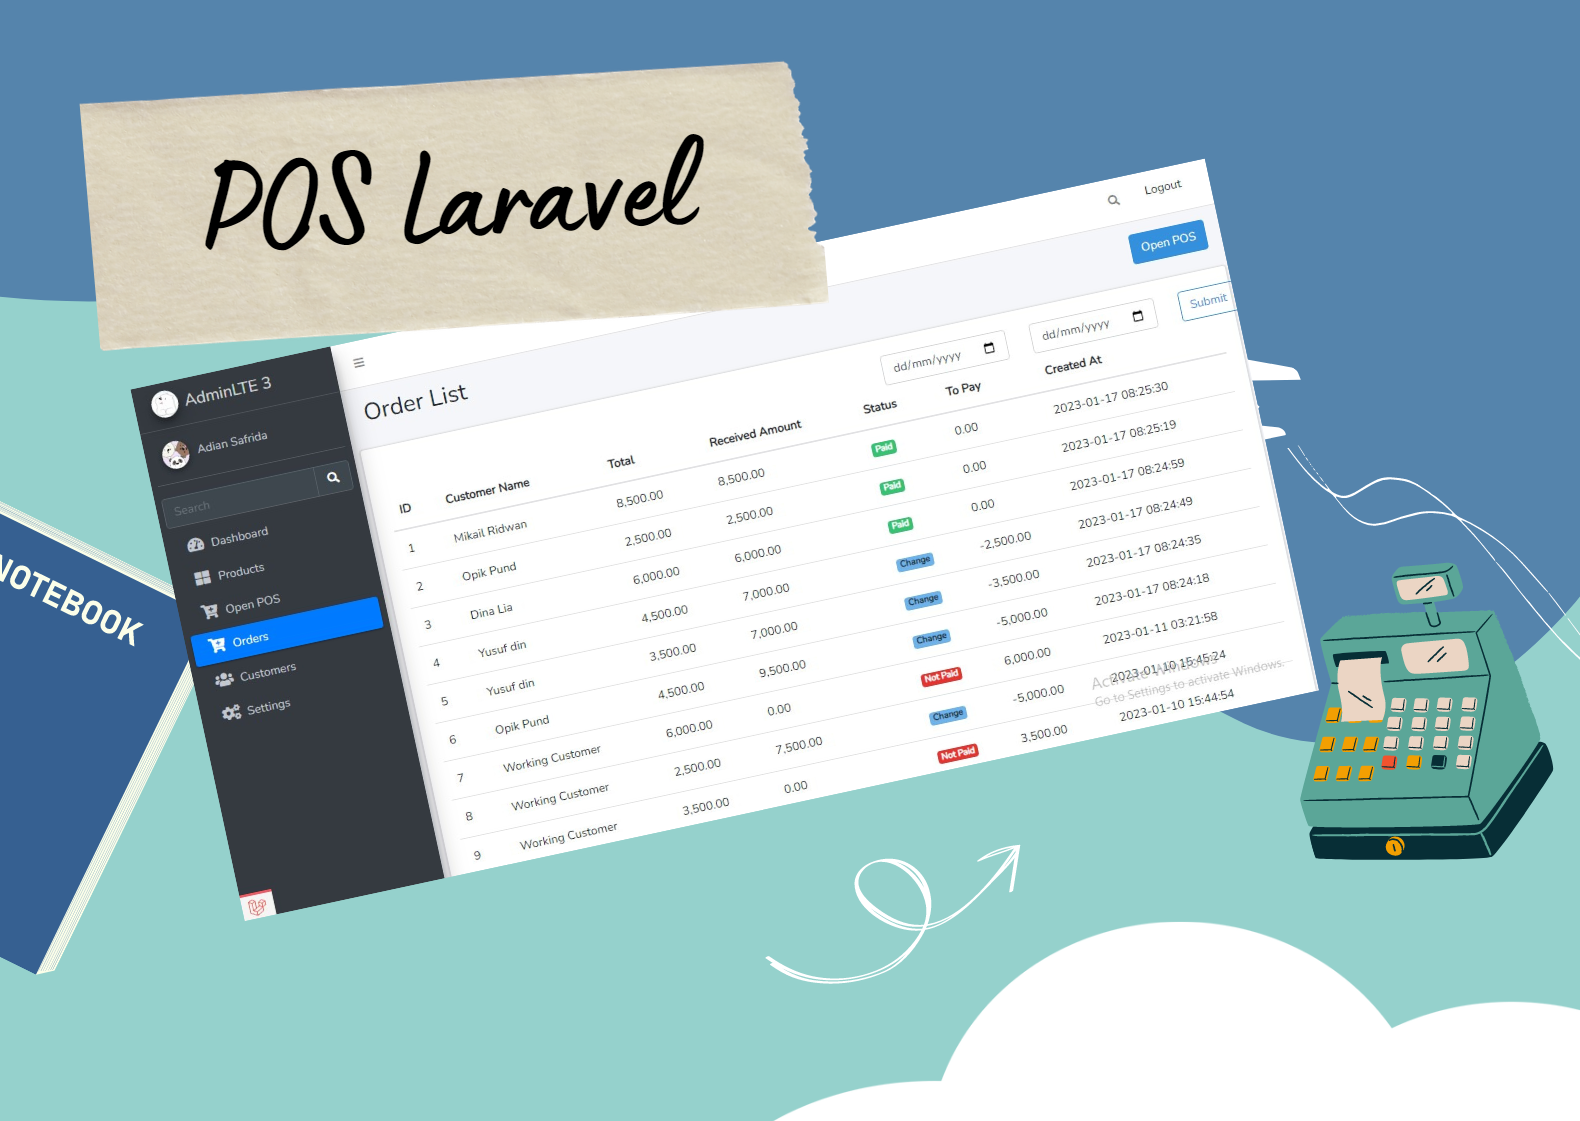 POS Laravel
Logout
Open POS
dd/mm/yyyy dd/mm/yyyy Submit
AdminLTE 3
Adian Safrida
Search
Dashboard
Products
Open POS
Orders
Customers
Settings
NOTEBOOK
Order List
ID Customer Name Total Received Amount Status To Pay Created At
1 Mikail Ridwan 8,500.00 8,500.00 Paid 0.00 2023-01-17 08:25:30
2 Opik Pund 2,500.00 2,500.00 Paid 0.00 2023-01-17 08:25:19
3 Dina Lia 6,000.00 6,000.00 Paid 0.00 2023-01-17 08:24:59
4 Yusuf din 4,500.00 7,000.00 Change -2,500.00 2023-01-17 08:24:49
5 Yusuf din 3,500.00 7,000.00 Change -3,500.00 2023-01-17 08:24:35
6 Opik Pund 4,500.00 9,500.00 Change -5,000.00 2023-01-17 08:24:18
7 Working Customer 6,000.00 0.00 Not Paid 6,000.00 2023-01-11 03:21:58
8 Working Customer 2,500.00 7,500.00 Change -5,000.00 2023-01-10 15:45:24
9 Working Customer 3,500.00 0.00 Not Paid 3,500.00 2023-01-10 15:44:54
Activate Windows
Go to Settings to activate Windows.